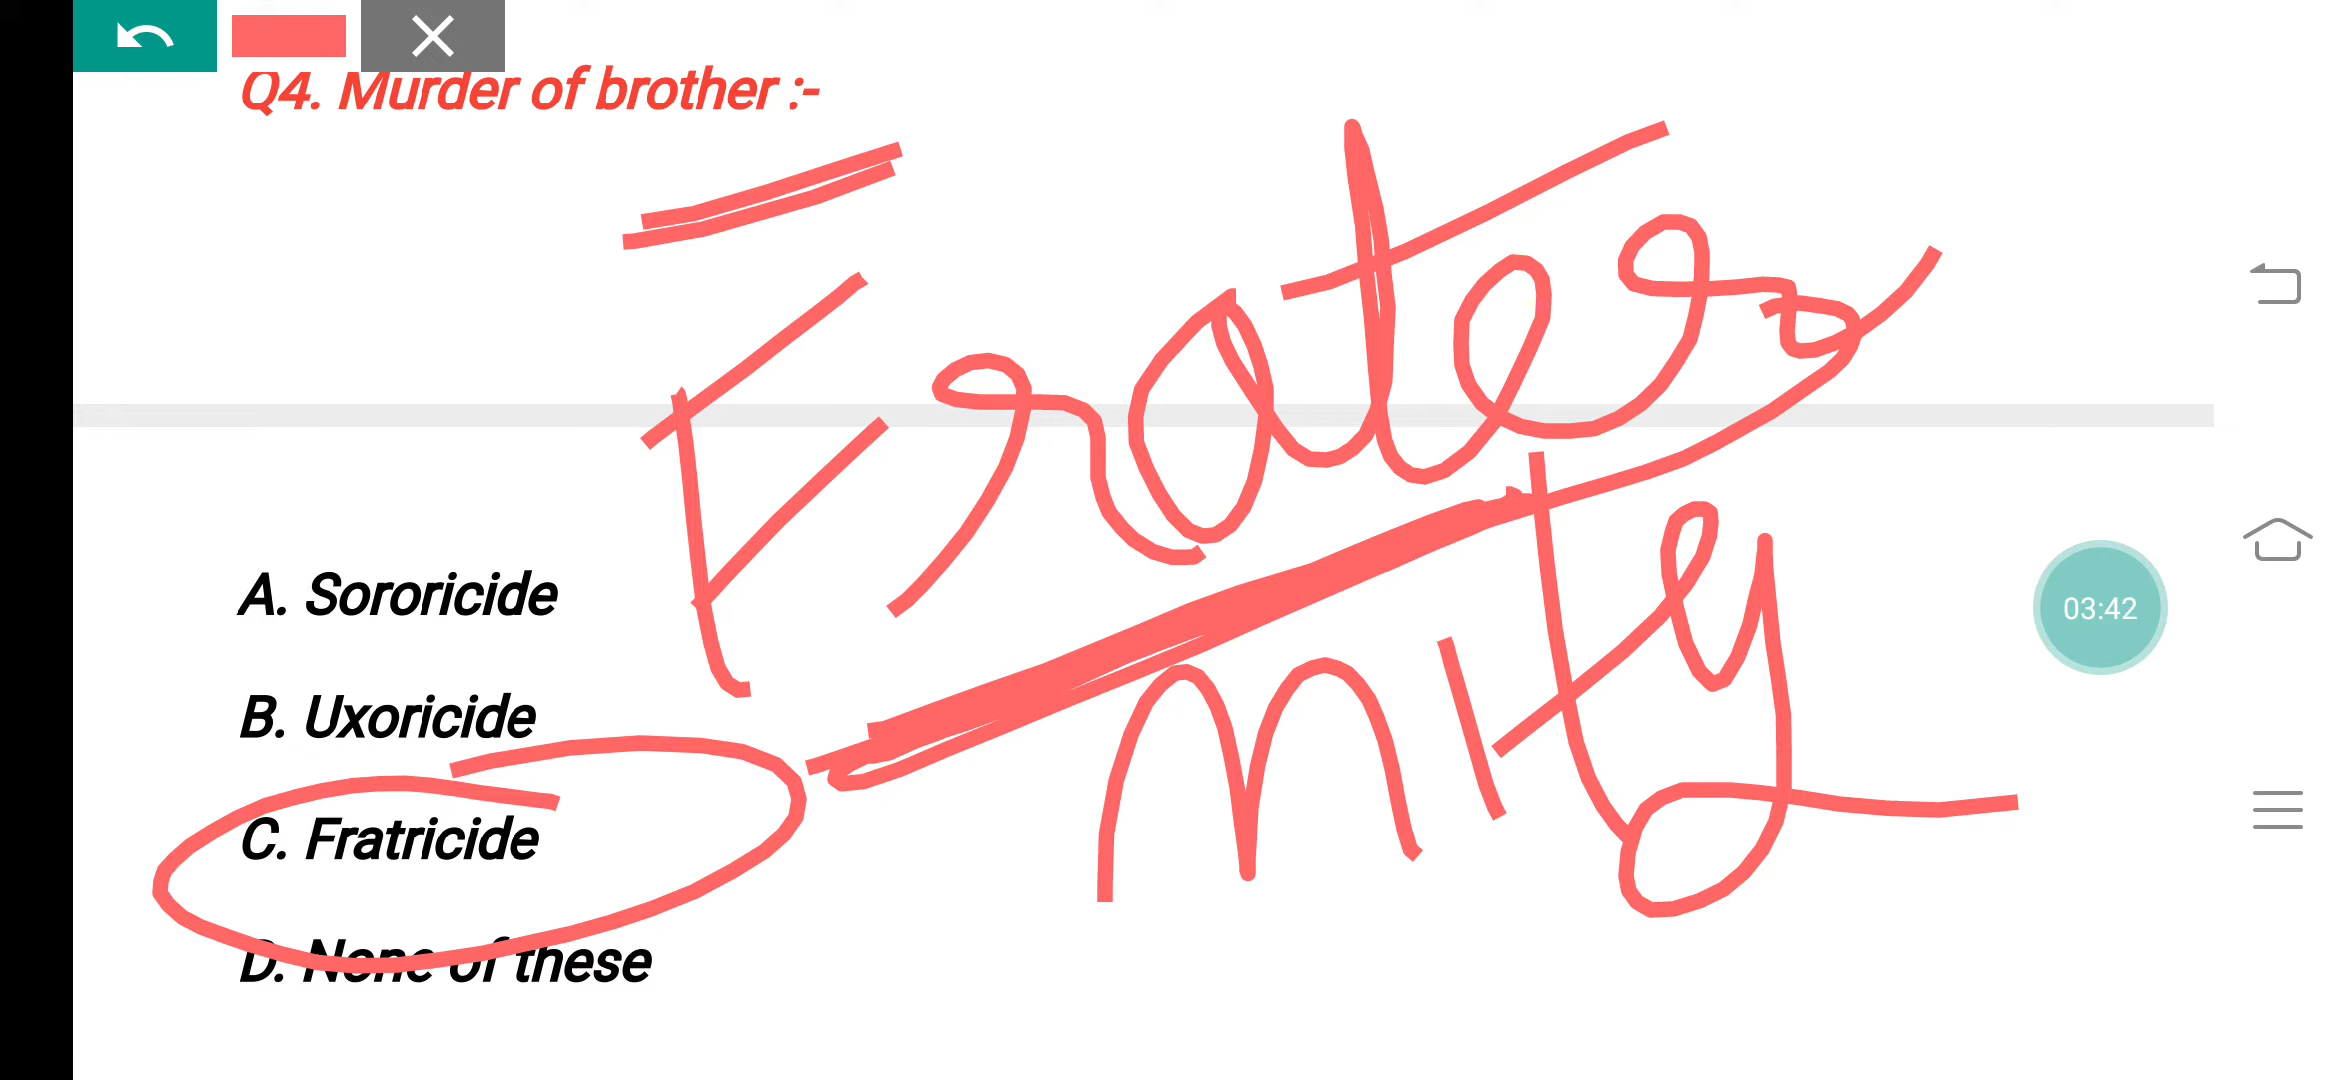 Q4. Murder of brother :-
Frater
nity
A. Sororicide
B. Uxoricide
C. Fratricide
D. None of these
03:42